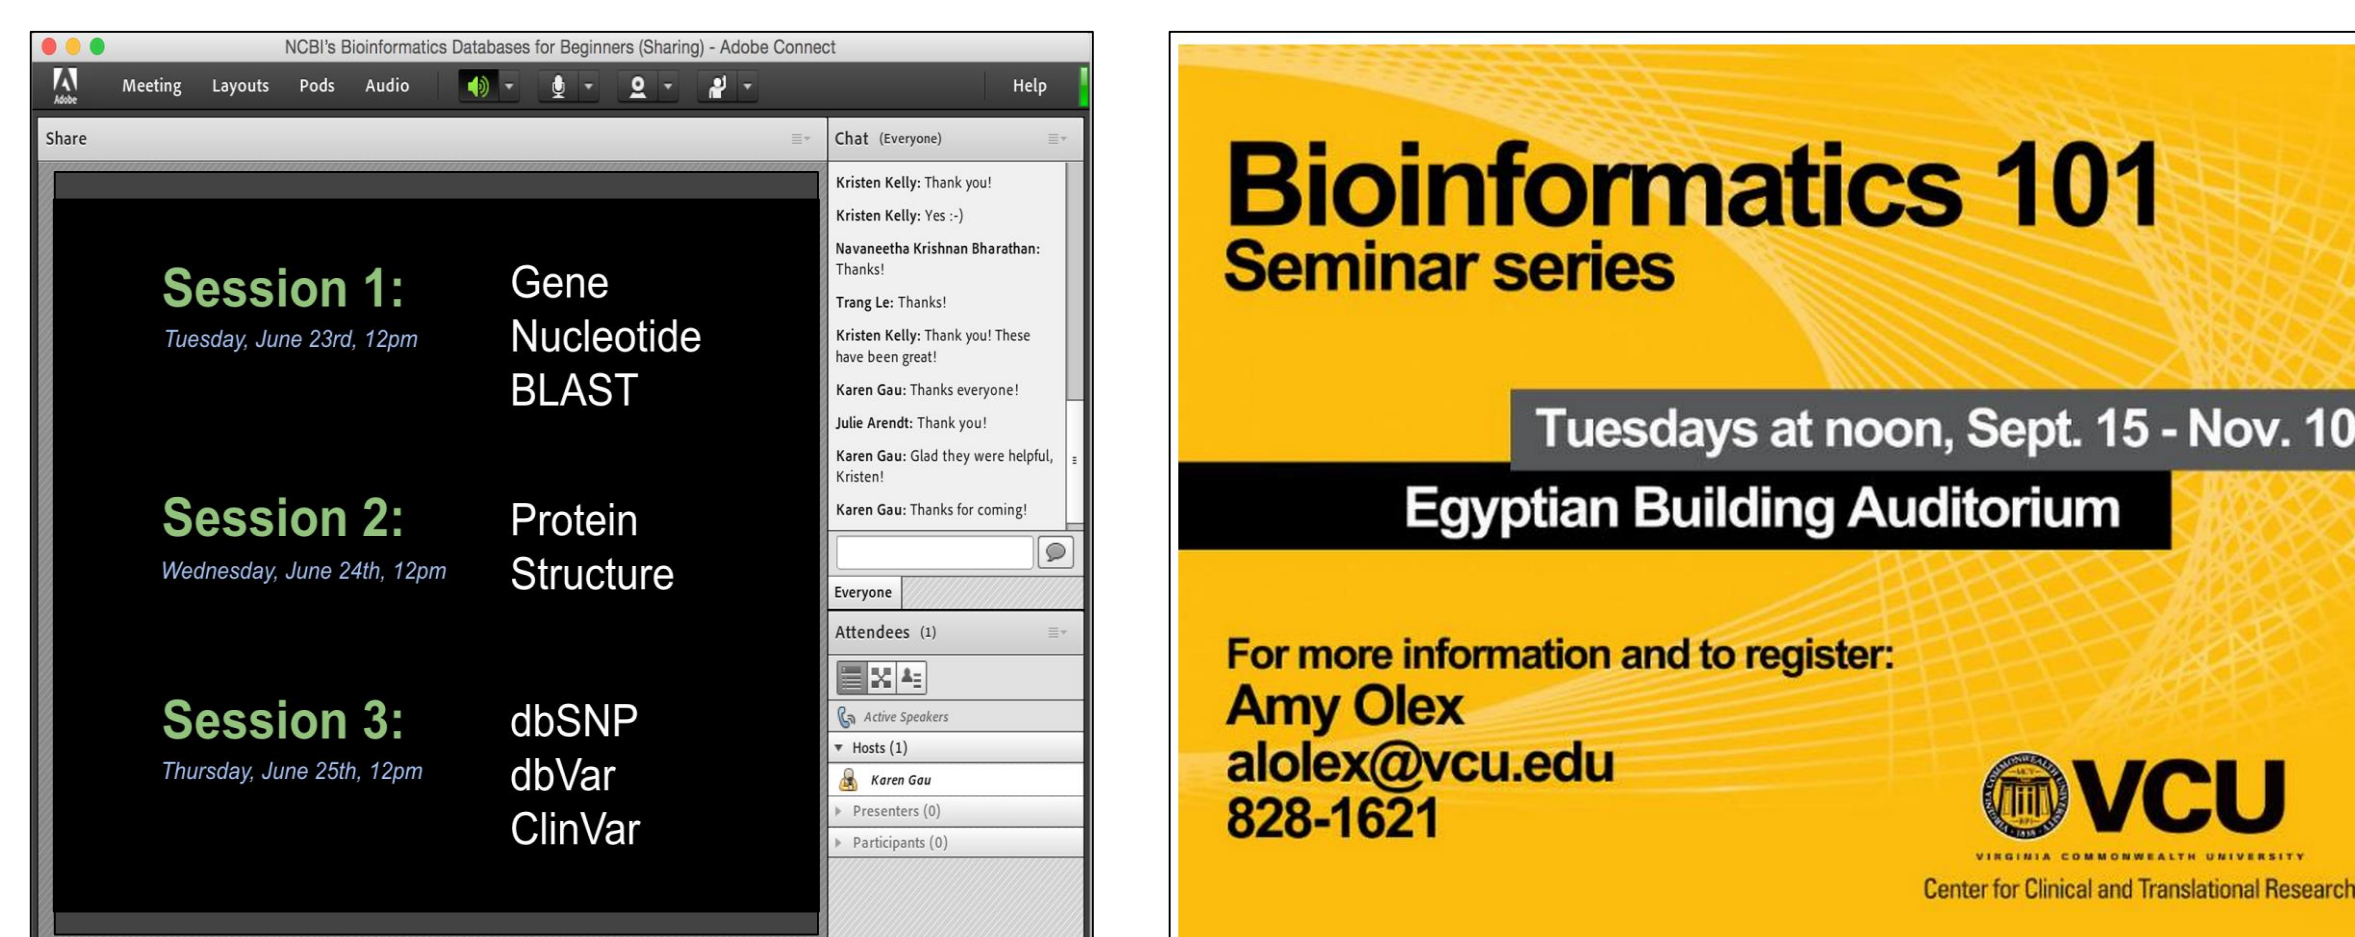 NCBI's Bioinformatics Databases for Beginners (Sharing) - Adobe Connect
Adobe
Meeting Layouts Pods Audio Help
Share
Session 1:
Tuesday, June 23rd, 12pm
Gene
Nucleotide
BLAST
Session 2:
Wednesday, June 24th, 12pm
Protein
Structure
Session 3:
Thursday, June 25th, 12pm
dbSNP
dbVar
ClinVar
Chat (Everyone)
Kristen Kelly: Thank you!
Kristen Kelly: Yes :-)
Navaneetha Krishnan Bharathan:
Thanks!
Trang Le: Thanks!
Kristen Kelly: Thank you! These
have been great!
Karen Gau: Thanks everyone!
Julie Arendt: Thank you!
Karen Gau: Glad they were helpful,
Kristen!
Karen Gau: Thanks for coming!
Everyone
Attendees (1)
Active Speakers
Hosts (1)
Karen Gau
Presenters (0)
Participants (0)
Bioinformatics 101
Seminar series
Tuesdays at noon, Sept. 15 - Nov. 10
Egyptian Building Auditorium
For more information and to register:
Amy Olex
alolex@vcu.edu
828-1621
VCU
VIRGINIA COMMONWEALTH UNIVERSITY
Center for Clinical and Translational Research